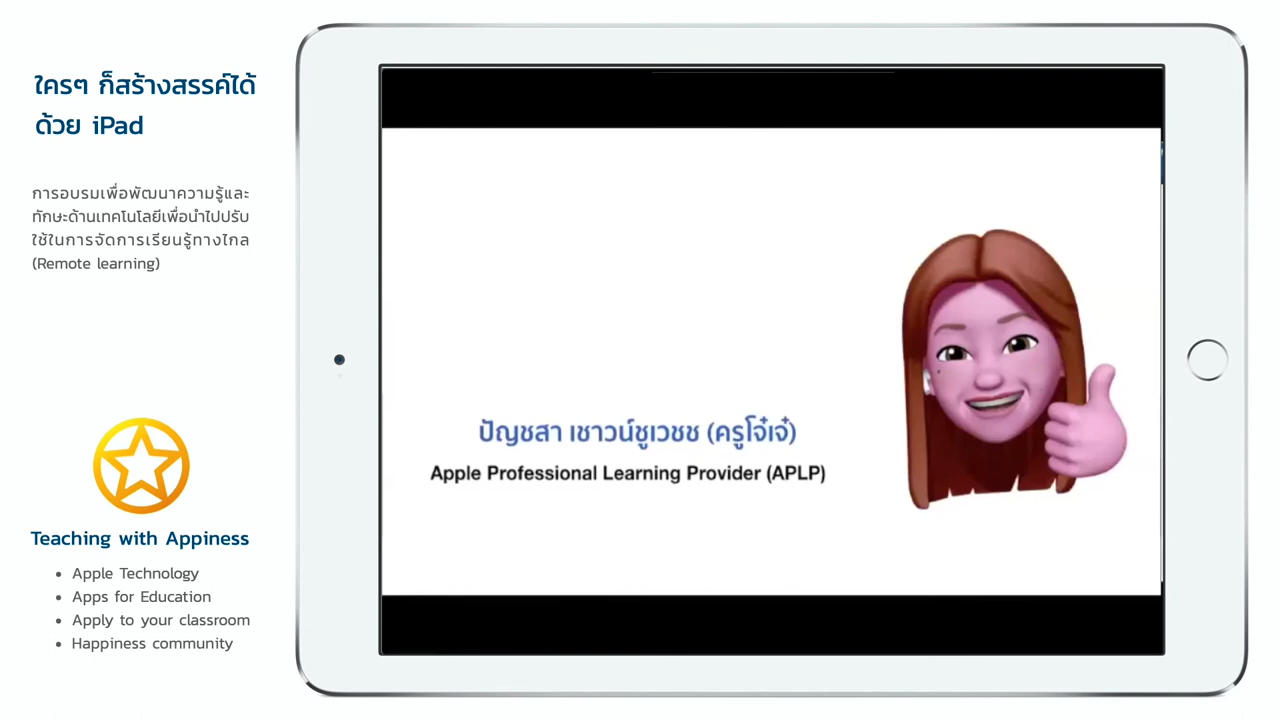 ใครๆ ก็สร้างสรรค์ได้
ด้วย iPad
การอบรมเพื่อพัฒนาความรู้และ
ทักษะด้านเทคโนโลยีเพื่อนำไปปรับ
ใช้ในการจัดการเรียนรู้ทางไกล
(Remote learning)
Teaching with Appiness
• Apple Technology
• Apps for Education
• Apply to your classroom
• Happiness community
ปัญชสา เชาวน์ชูเวชช (ครูโจ๋เจ๋)
Apple Professional Learning Provider (APLP)